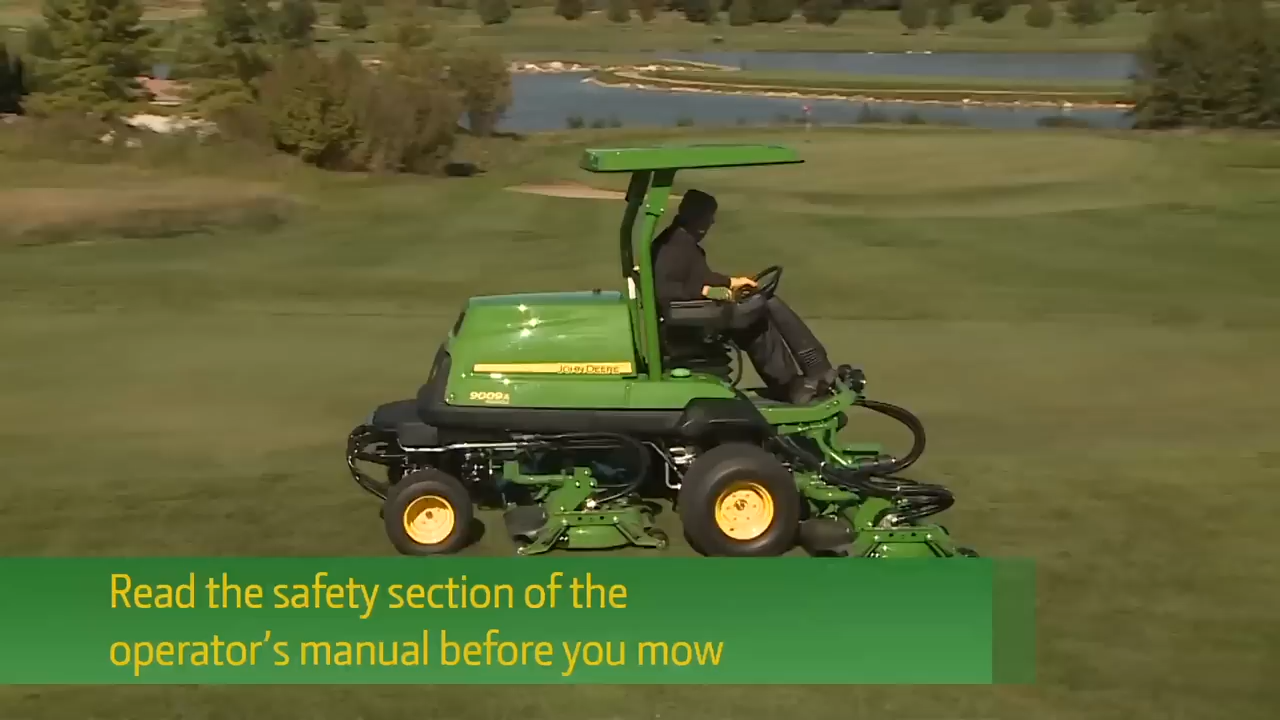 JOHN DEERE
9009A
Read the safety section of the
operator's manual before you mow